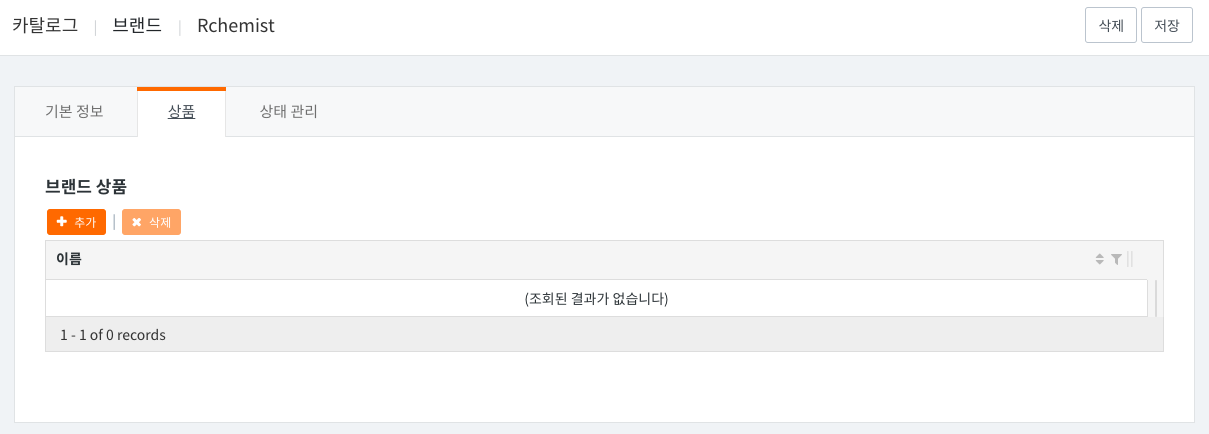 카탈로그 | 브랜드 | Rchemist 삭제 저장
기본 정보 상품 상태 관리
브랜드 상품
추가 | 삭제
이름
(조회된 결과가 없습니다)
1 - 1 of 0 records